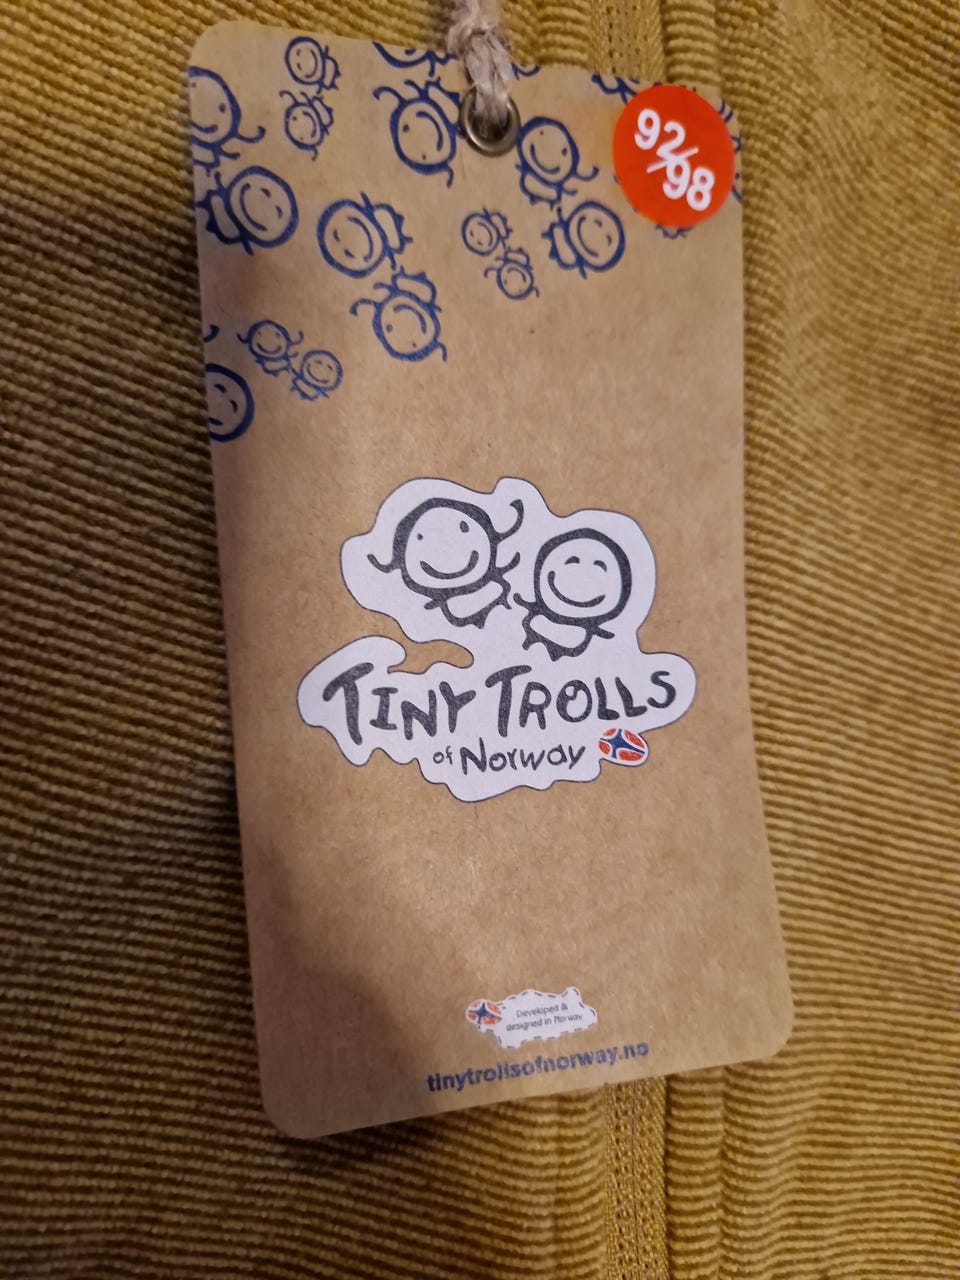 92/98
TINY TROLLS
of Norway
Developed &
designed in Norway
tinytrollsofnorway.no